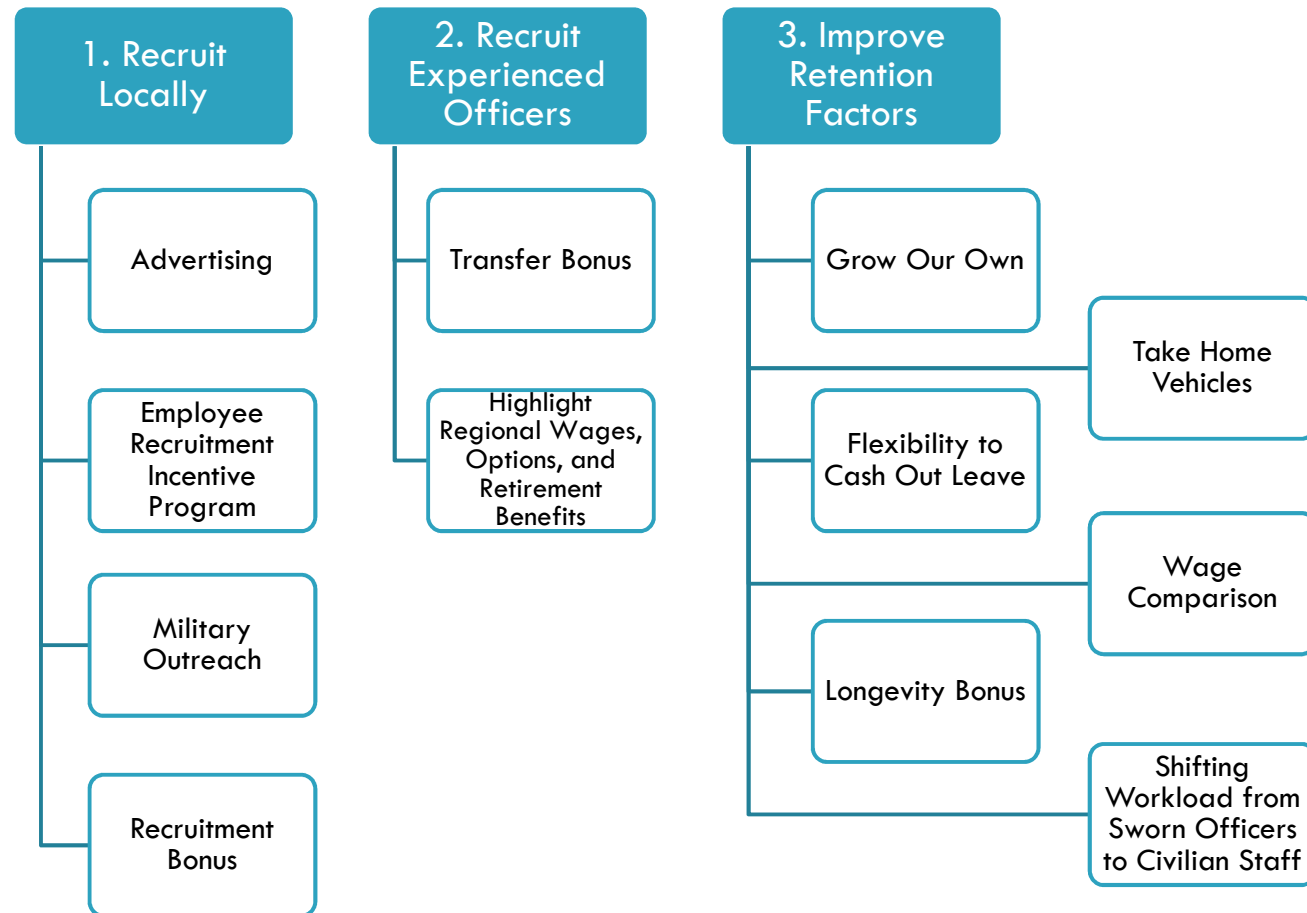 1. Recruit
Locally
Advertising
Employee
Recruitment
Incentive
Program
Military
Outreach
Recruitment
Bonus
2. Recruit
Experienced
Officers
Transfer Bonus
Highlight
Regional Wages,
Options, and
Retirement
Benefits
3. Improve
Retention
Factors
Grow Our Own
Take Home
Vehicles
Flexibility to
Cash Out Leave
Wage
Comparison
Longevity Bonus
Shifting
Workload from
Sworn Officers
to Civilian Staff